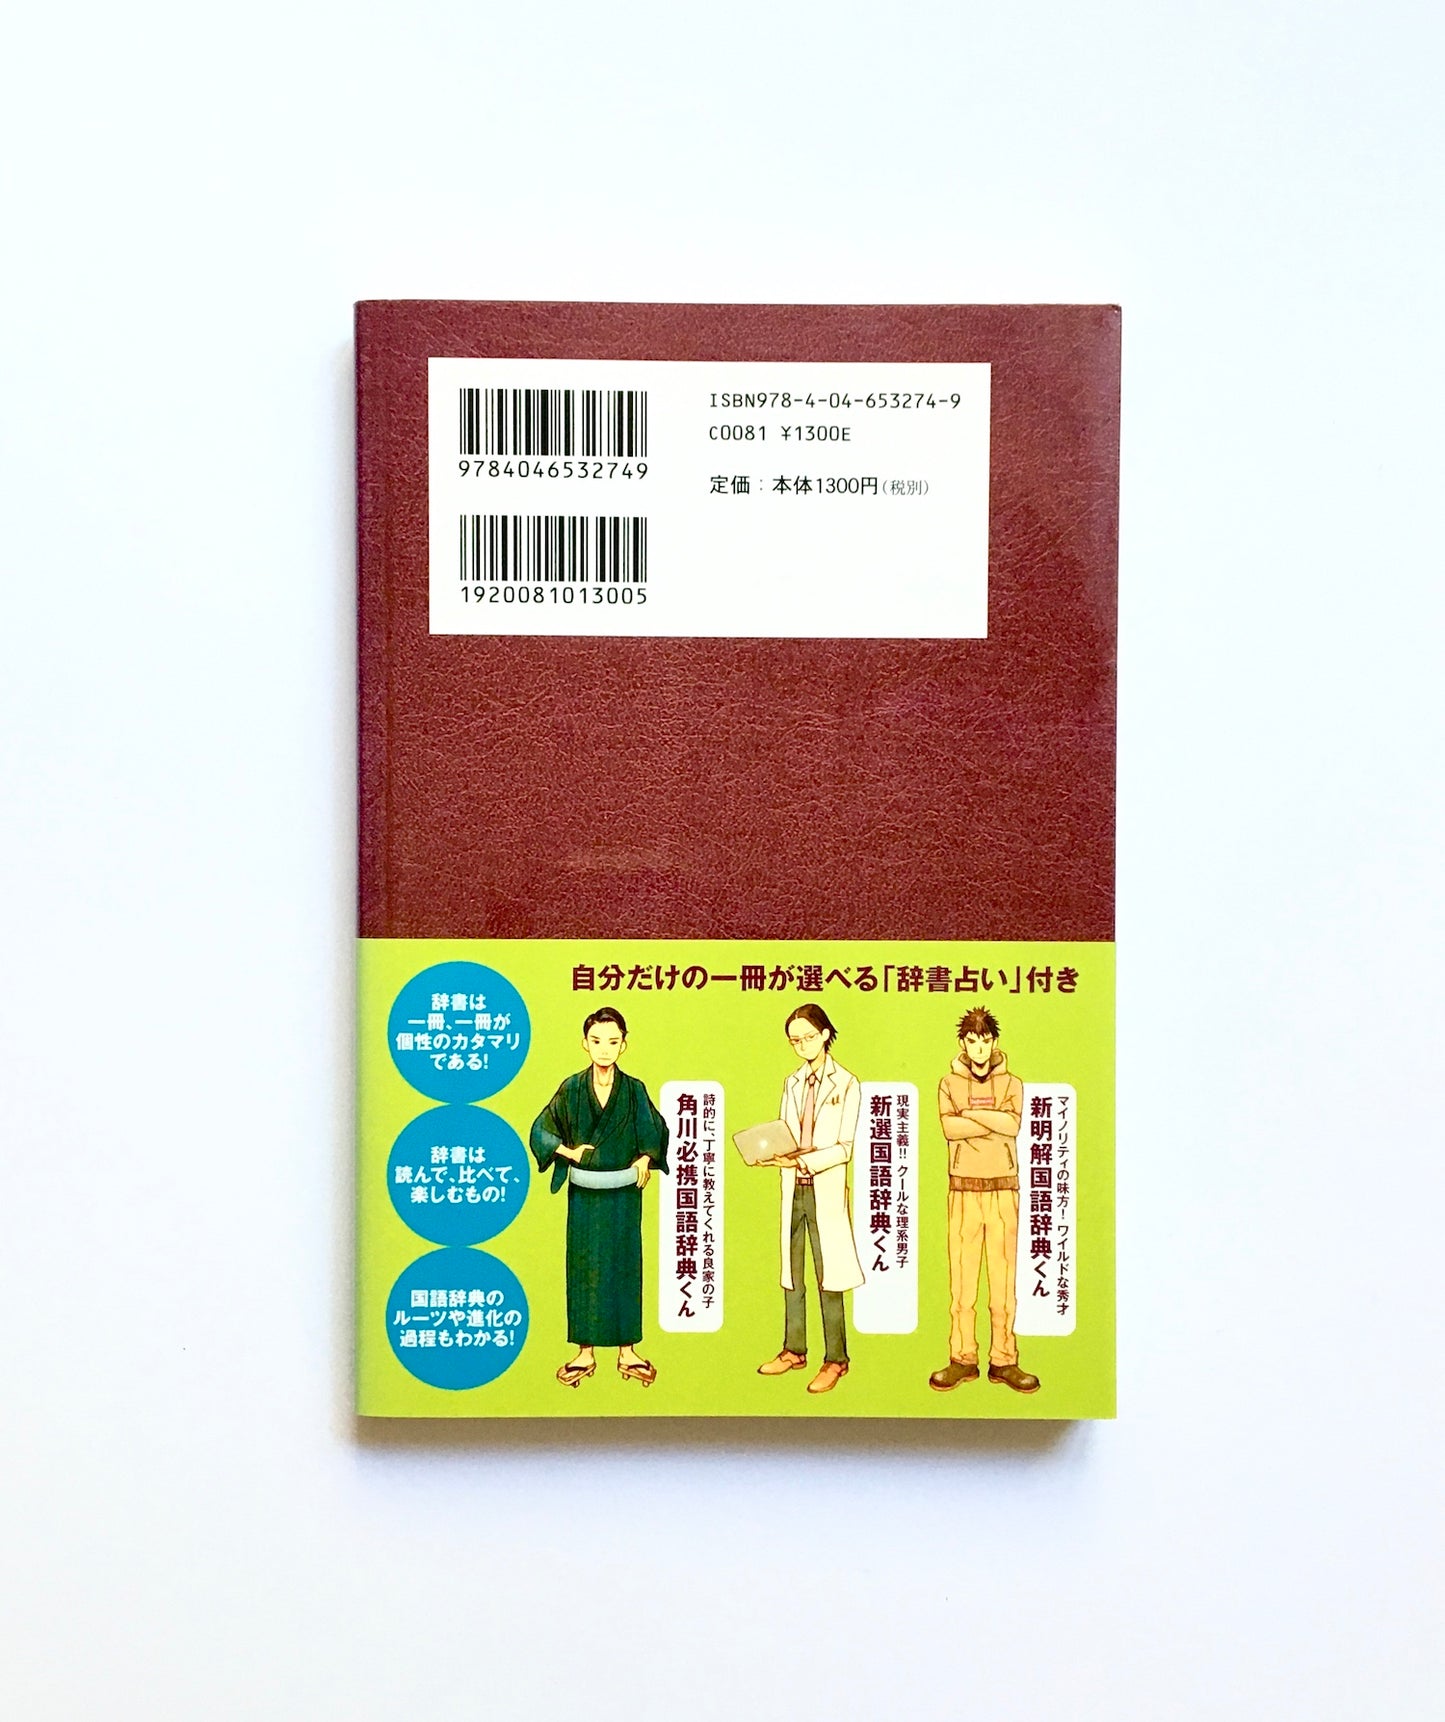 9784046532749
ISBN978-4-04-653274-9
C0081 ¥1300E
定価：本体1300円(税別)
1920081013005
自分だけの一冊が選べる「辞書占い」付き
辞書は
一冊、一冊が
個性のカタマリ
である!
辞書は
読んで、比べて、
楽しむもの!
国語辞典の
ルーツや進化の
過程もわかる!
マイノリティの味方! ワイルドな秀才
新明解国語辞典くん
現実主義!! クールな理系男子
新選国語辞典くん
詩的に、丁寧に教えてくれる良家の子
角川必携国語辞典くん